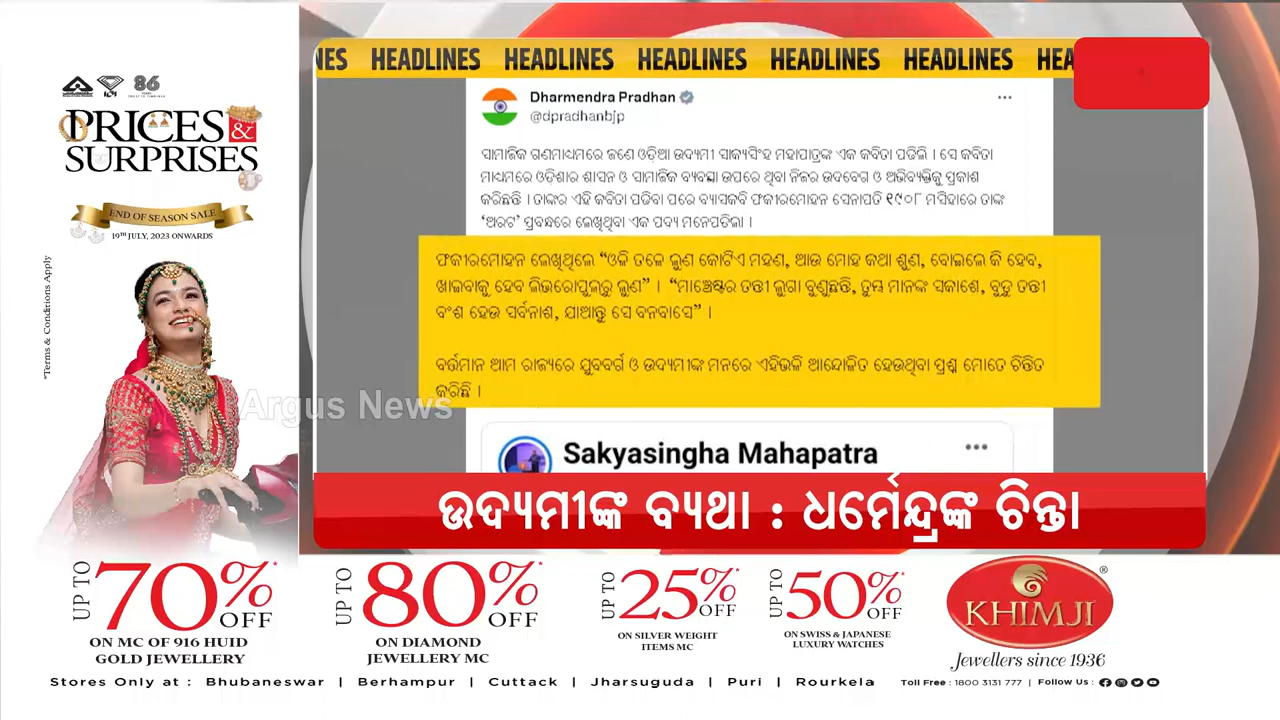 NES HEADLINES HEADLINES HEADLINES HEADLINES HEADLINES HEA
86
PRICES &
SURPRISES
END OF SEASON SALE
19TH JULY, 2023 ONWARDS
*Terms & Conditions Apply
Dharmendra Pradhan
@dpradhanbjp
ସାମାଜିକ ଗଣମାଧ୍ୟମରେ ଜଣେ ଓଡ଼ିଆ ଉଦ୍ୟମୀ ସାକ୍ୟସିଂହ ମହାପାତ୍ରଙ୍କ ଏକ କବିତା ପଢିଲି । ସେ କବିତା
ମାଧ୍ୟମରେ ଓଡ଼ିଶାର ଶାସନ ଓ ସାମାଜିକ ବ୍ୟବସ୍ଥା ଉପରେ ଥିବା ନିଜର ଉଦବେଗ ଓ ଅଭିବ୍ୟକ୍ତିକୁ ପ୍ରକାଶ
କରିଛନ୍ତି । ତାଙ୍କର ଏହି କବିତା ପଢିବା ପରେ ବ୍ୟାସକବି ଫକୀରମୋହନ ସେନାପତି ୧୯୦୮ ମସିହାରେ ତାଙ୍କ
‘ଅରଟ’ ପ୍ରବନ୍ଧରେ ଲେଖିଥିବା ଏକ ପଦ୍ୟ ମନେପଡିଲା ।
ଫକୀରମୋହନ ଲେଖିଥିଲେ “ଓଳି ତଳେ ଲୁଣ କୋଟିଏ ମହଣ, ଆଉ ମୋହ କଥା ଶୁଣ, ବୋଇଲେ କି ହେବ,
ଖାଇବାକୁ ହେବ ଲିଭରୋପୁଲରୁ ଲୁଣ” । “ମାଞ୍ଚେଷ୍ଟର ତନ୍ତୀ ଲୁଗା ବୁଣୁଛନ୍ତି, ତୁମ୍ଭ ମାନଙ୍କ ସକାଶେ, ବୁଡୁ ତନ୍ତୀ
ବଂଶ ହେଉ ସର୍ବନାଶ, ଯାଆନ୍ତୁ ସେ ବନବାସେ” ।
ବର୍ତ୍ତମାନ ଆମ ରାଜ୍ୟରେ ଯୁବବର୍ଗ ଓ ଉଦ୍ୟମୀଙ୍କ ମନରେ ଏହିଭଳି ଆନ୍ଦୋଳିତ ହେଉଥିବା ପ୍ରଶ୍ନ ମୋତେ ଚିନ୍ତିତ
କରିଛି ।
Argus News
Sakyasingha Mahapatra
ଉଦ୍ୟମୀଙ୍କ ବ୍ୟଥା : ଧର୍ମେନ୍ଦ୍ରଙ୍କ ଚିନ୍ତା
UP TO 70%* OFF
ON MC OF 916 HUID
GOLD JEWELLERY
UP TO 80%* OFF
ON DIAMOND
JEWELLERY MC
UP TO 25%* OFF
ON SILVER WEIGHT
ITEMS MC
UP TO 50%* OFF
ON SWISS & JAPANESE
LUXURY WATCHES
KHIMJI ®
Jewellers since 1936
Stores Only at : Bhubaneswar | Berhampur | Cuttack | Jharsuguda | Puri | Rourkela
Toll Free : 1800 3131 777 | Follow Us :